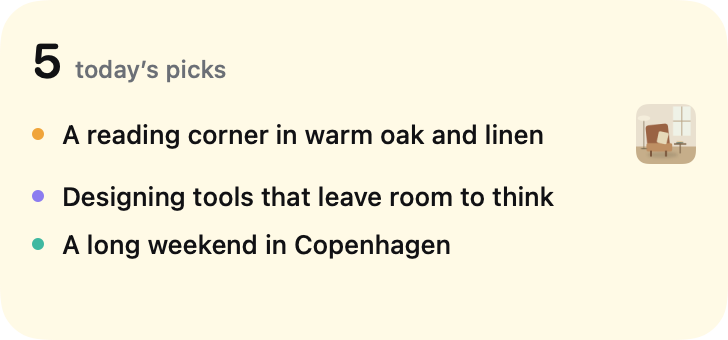 5 today’s picks
A reading corner in warm oak and linen
Designing tools that leave room to think
A long weekend in Copenhagen